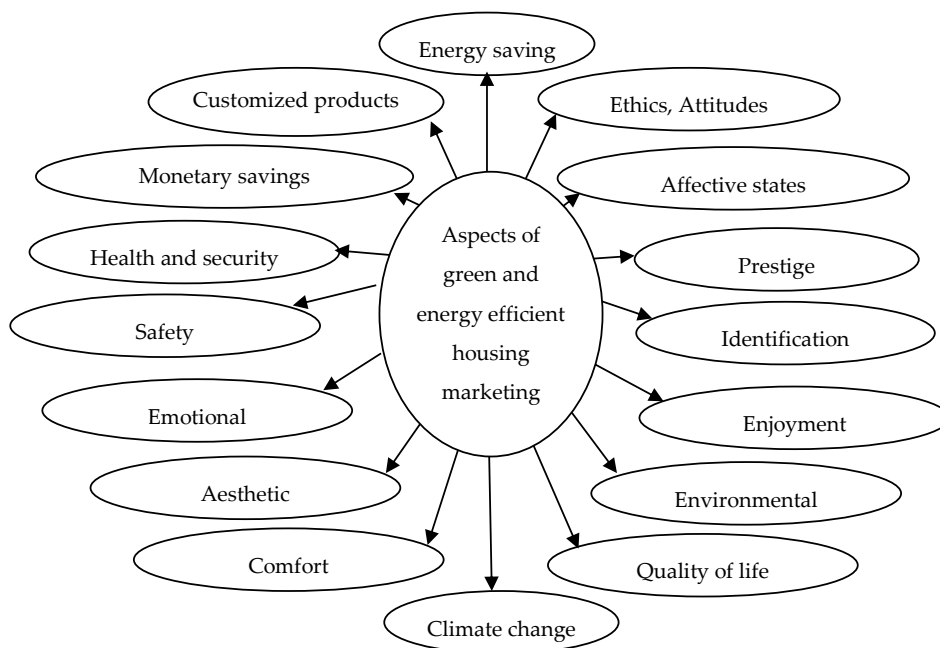 Energy saving
Customized products
Ethics, Attitudes
Monetary savings
Affective states
Health and security
Prestige
Safety
Identification
Aspects of
green and
energy efficient
housing
marketing
Emotional
Enjoyment
Aesthetic
Environmental
Comfort
Quality of life
Climate change